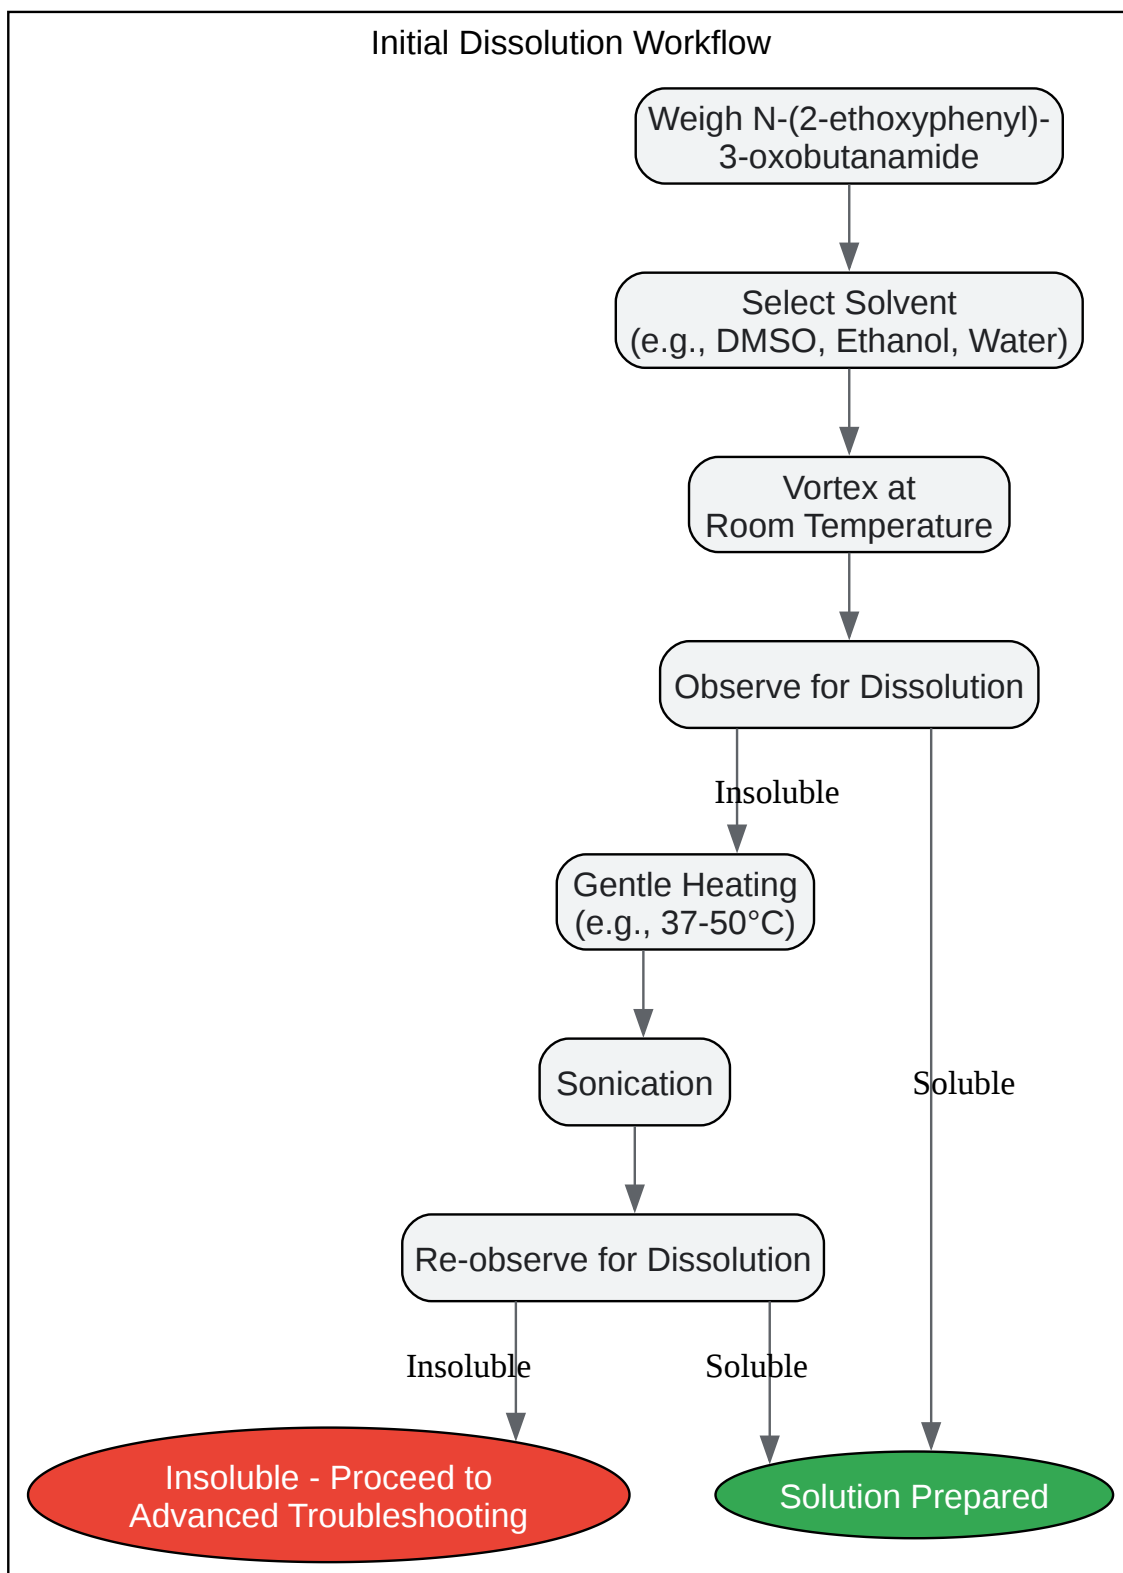 Initial Dissolution Workflow
Weigh N-(2-ethoxyphenyl)-
3-oxobutanamide
Select Solvent
(e.g., DMSO, Ethanol, Water)
Vortex at
Room Temperature
Observe for Dissolution
Insoluble
Gentle Heating
(e.g., 37-50°C)
Sonication
Soluble
Re-observe for Dissolution
Insoluble
Soluble
Insoluble - Proceed to
Advanced Troubleshooting
Solution Prepared